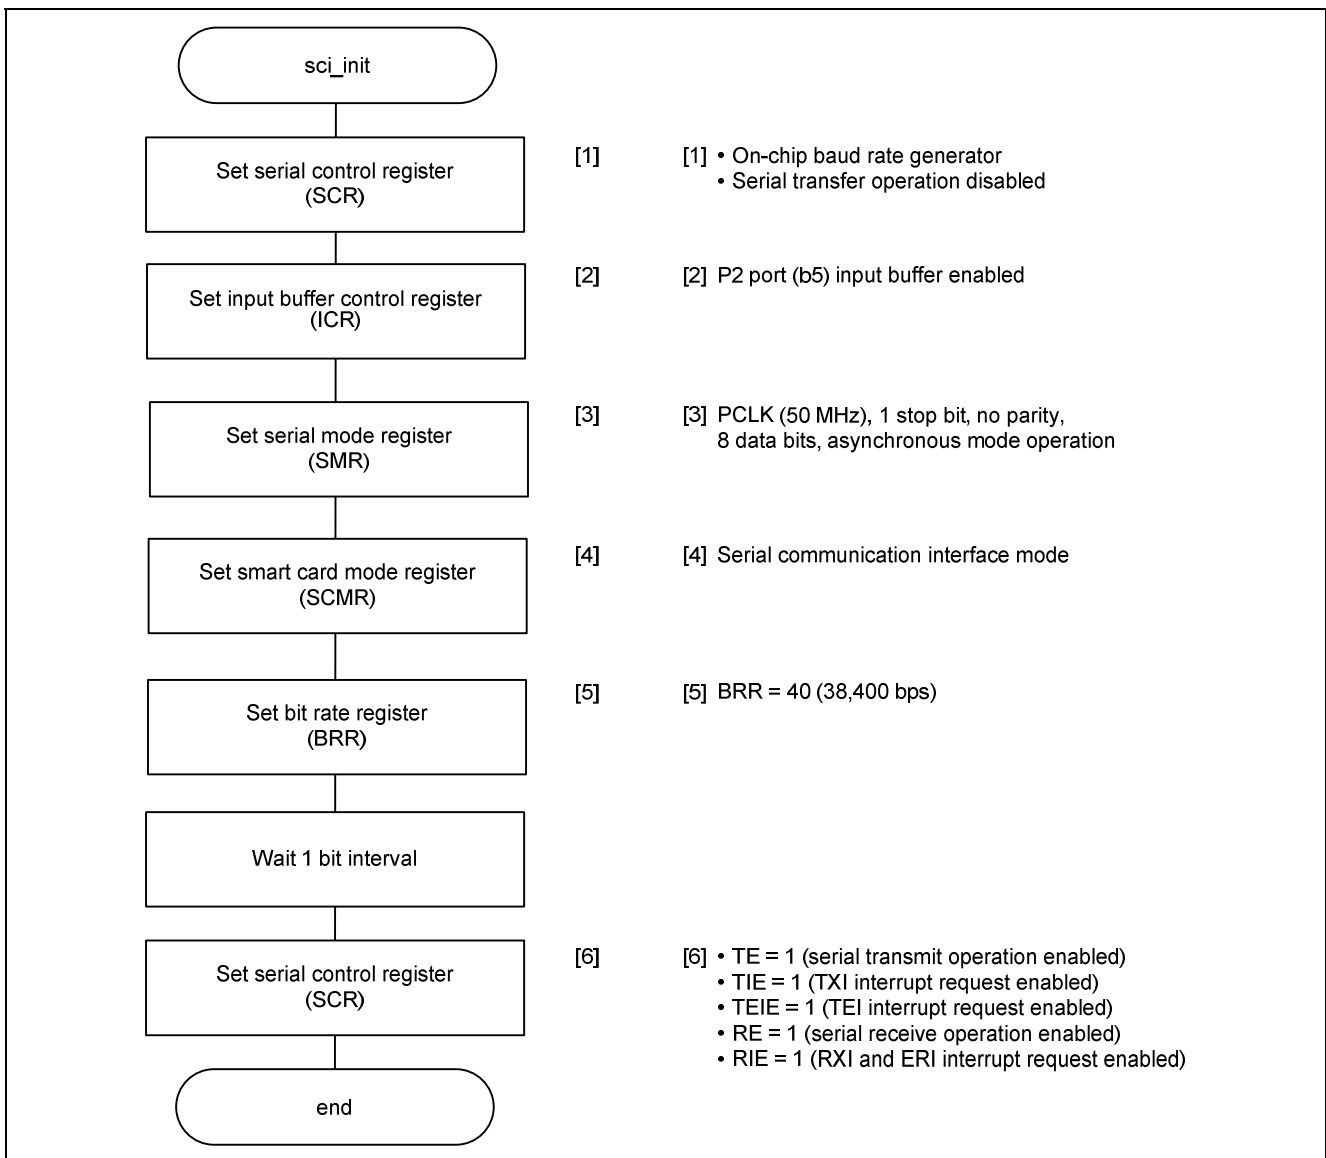 sci_init
Set serial control register
(SCR)
[1]
[1] • On-chip baud rate generator
• Serial transfer operation disabled
Set input buffer control register
(ICR)
[2]
[2] P2 port (b5) input buffer enabled
Set serial mode register
(SMR)
[3]
[3] PCLK (50 MHz), 1 stop bit, no parity,
8 data bits, asynchronous mode operation
Set smart card mode register
(SCMR)
[4]
[4] Serial communication interface mode
Set bit rate register
(BRR)
[5]
[5] BRR = 40 (38,400 bps)
Wait 1 bit interval
Set serial control register
(SCR)
[6]
[6] • TE = 1 (serial transmit operation enabled)
• TIE = 1 (TXI interrupt request enabled)
• TEIE = 1 (TEI interrupt request enabled)
• RE = 1 (serial receive operation enabled)
• RIE = 1 (RXI and ERI interrupt request enabled)
end